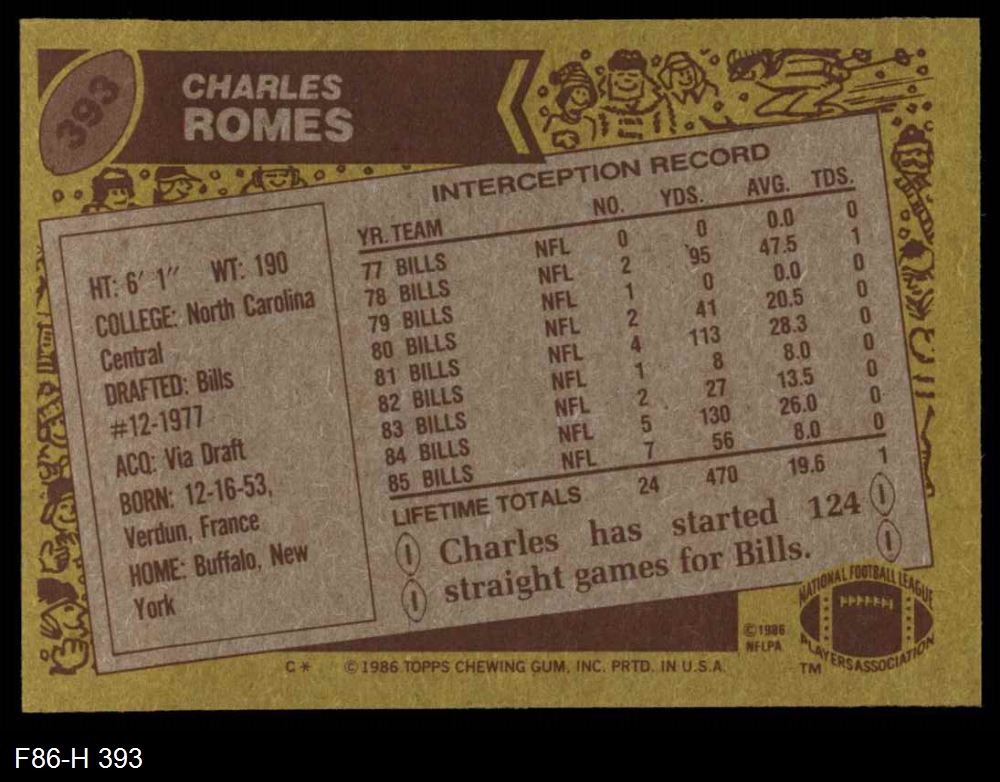 393
CHARLES
ROMES
INTERCEPTION RECORD
YR. TEAM NO. YDS. AVG. TDS.
77 BILLS NFL 0 0 0.0 0
78 BILLS NFL 2 95 47.5 1
79 BILLS NFL 1 0 0.0 0
80 BILLS NFL 2 41 20.5 0
81 BILLS NFL 4 113 28.3 0
82 BILLS NFL 1 8 8.0 0
83 BILLS NFL 2 27 13.5 0
84 BILLS NFL 5 130 26.0 0
85 BILLS NFL 7 56 8.0 0
LIFETIME TOTALS 24 470 19.6 1
Charles has started 124
straight games for Bills.
HT: 6' 1" WT: 190
COLLEGE: North Carolina
Central
DRAFTED: Bills
#12-1977
ACQ: Via Draft
BORN: 12-16-53,
Verdun, France
HOME: Buffalo, New
York
NATIONAL FOOTBALL LEAGUE
PLAYERS ASSOCIATION
TM
© 1986
NFLPA
C* © 1986 TOPPS CHEWING GUM, INC. PRTD. IN U.S.A.
F86-H 393